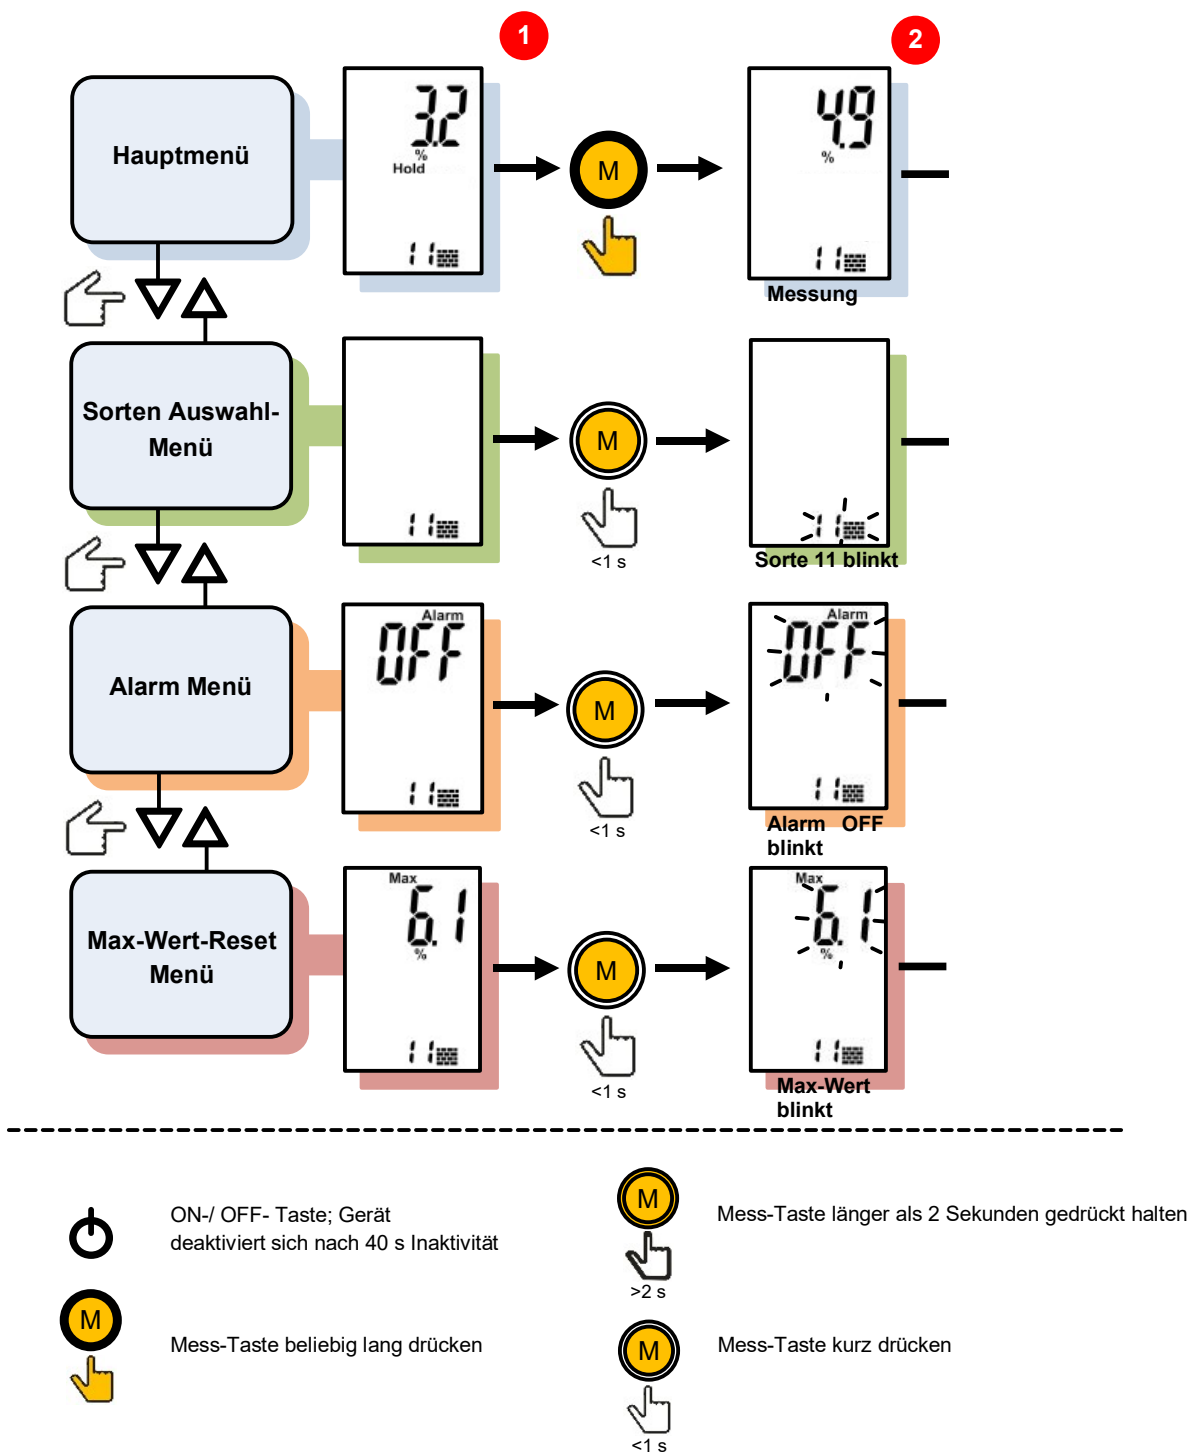 1
2
Hauptmenü
3.2
%
Hold
11
M
4.9
%
11
Messung
Sorten Auswahl-
Menü
11
M
<1 s
11
Sorte 11 blinkt
Alarm Menü
Alarm
OFF
11
M
<1 s
Alarm
OFF
11
Alarm OFF
blinkt
Max-Wert-Reset
Menü
Max
6.1
%
11
M
<1 s
Max
6.1
%
11
Max-Wert
blinkt
ON-/ OFF- Taste; Gerät
deaktiviert sich nach 40 s Inaktivität
M
Mess-Taste länger als 2 Sekunden gedrückt halten
>2 s
M
Mess-Taste beliebig lang drücken
M
Mess-Taste kurz drücken
<1 s